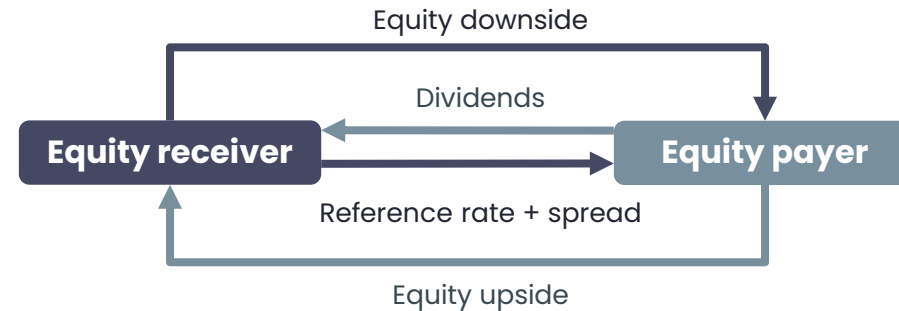 Equity downside
Dividends
Equity receiver
Equity payer
Reference rate + spread
Equity upside